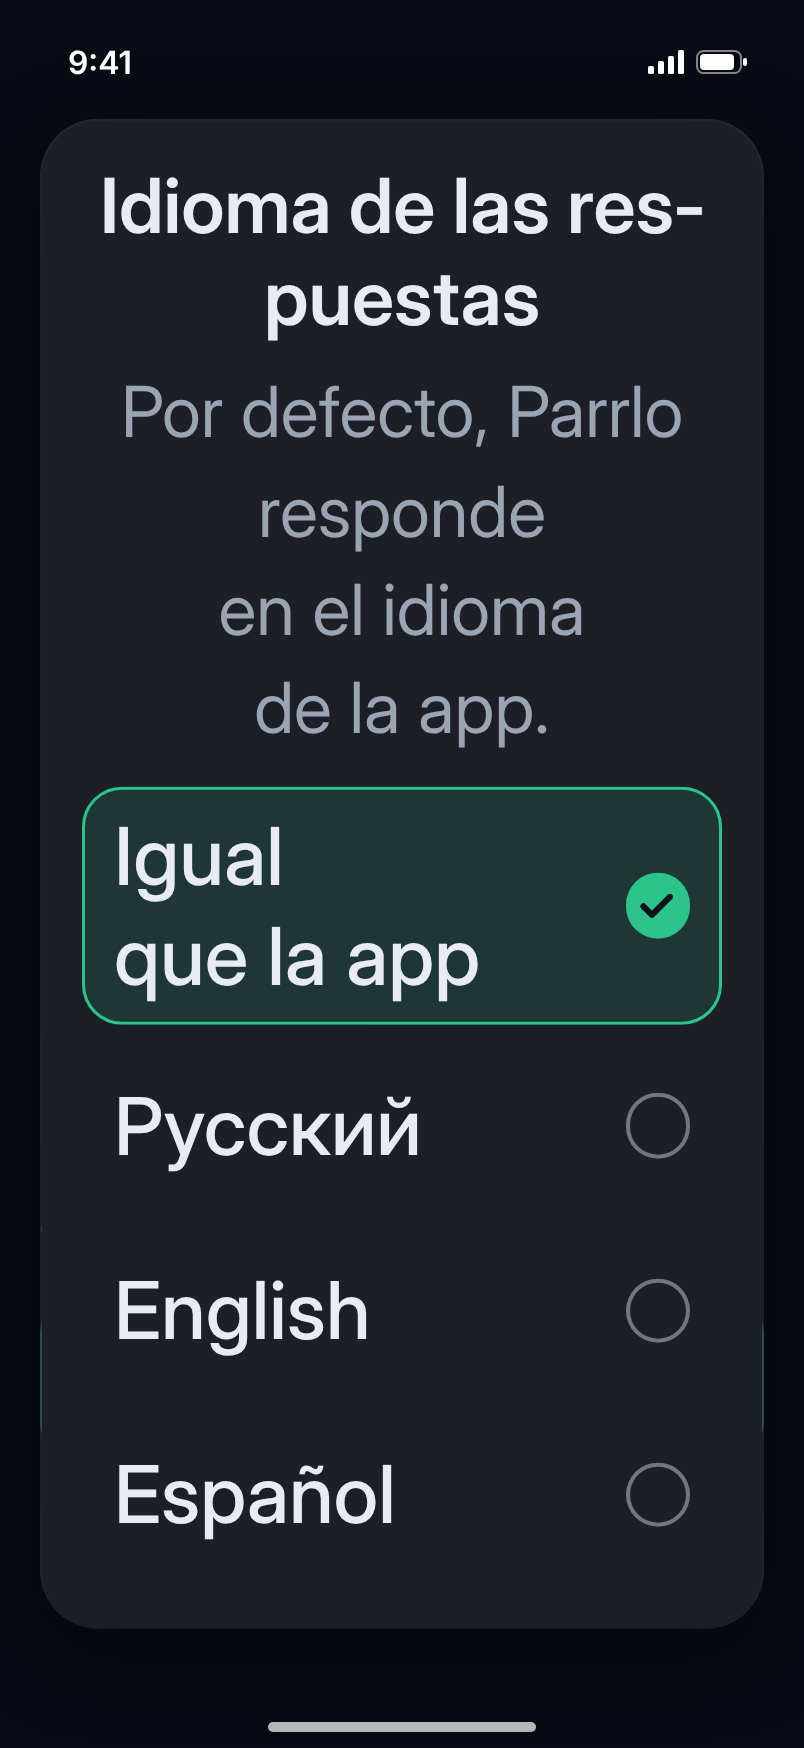 9:41
Idioma de las res-
puestas
Por defecto, Parrlo
responde
en el idioma
de la app.
Igual
que la app
Русский
English
Español